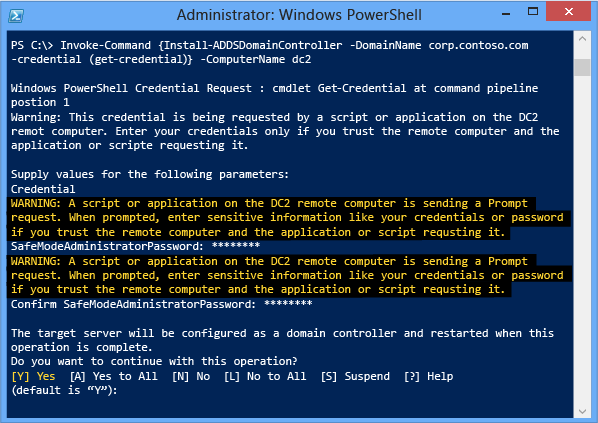 Administrator: Windows PowerShell
PS C:\> Invoke-Command {Install-ADDSDomainController -DomainName corp.contoso.com
-credential (get-credential)} -ComputerName dc2
Windows PowerShell Credential Request : cmdlet Get-Credential at command pipeline
postion 1
Warning: This credential is being requested by a script or application on the DC2
remot computer. Enter your credentials only if you trust the remote computer and the
application or scripte requesting it.
Supply values for the following parameters:
Credential
WARNING: A script or application on the DC2 remote computer is sending a Prompt
request. When prompted, enter sensitive information like your credentials or password
if you trust the remote computer and the application or script requsting it.
SafeModeAdministratorPassword: ********
WARNING: A script or application on the DC2 remote computer is sending a Prompt
request. When prompted, enter sensitive information like your credentials or password
if you trust the remote computer and the application or script requsting it.
Confirm SafeModeAdministratorPassword: ********
The target server will be configured as a domain controller and restarted when this
operation is complete.
Do you want to continue with this operation?
[Y] Yes  [A] Yes to All  [N] No  [L] No to All  [S] Suspend  [?] Help
(default is “Y”):